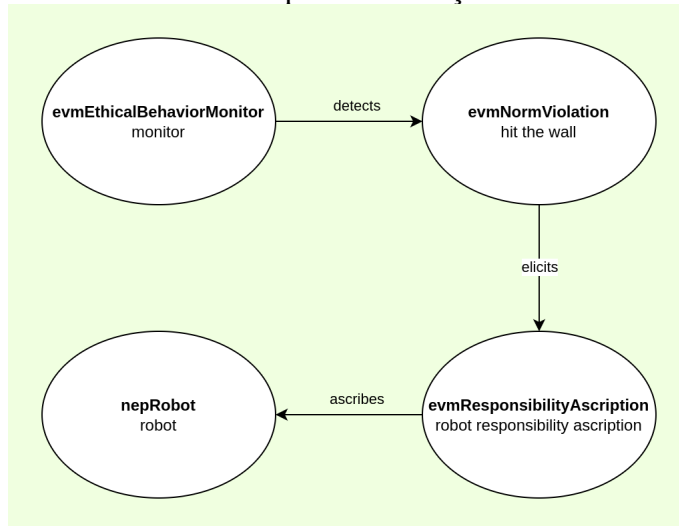 evmEthicalBehaviorMonitor
monitor
detects
evmNormViolation
hit the wall
elicits
nepRobot
robot
ascribes
evmResponsibilityAscription
robot responsibility ascription